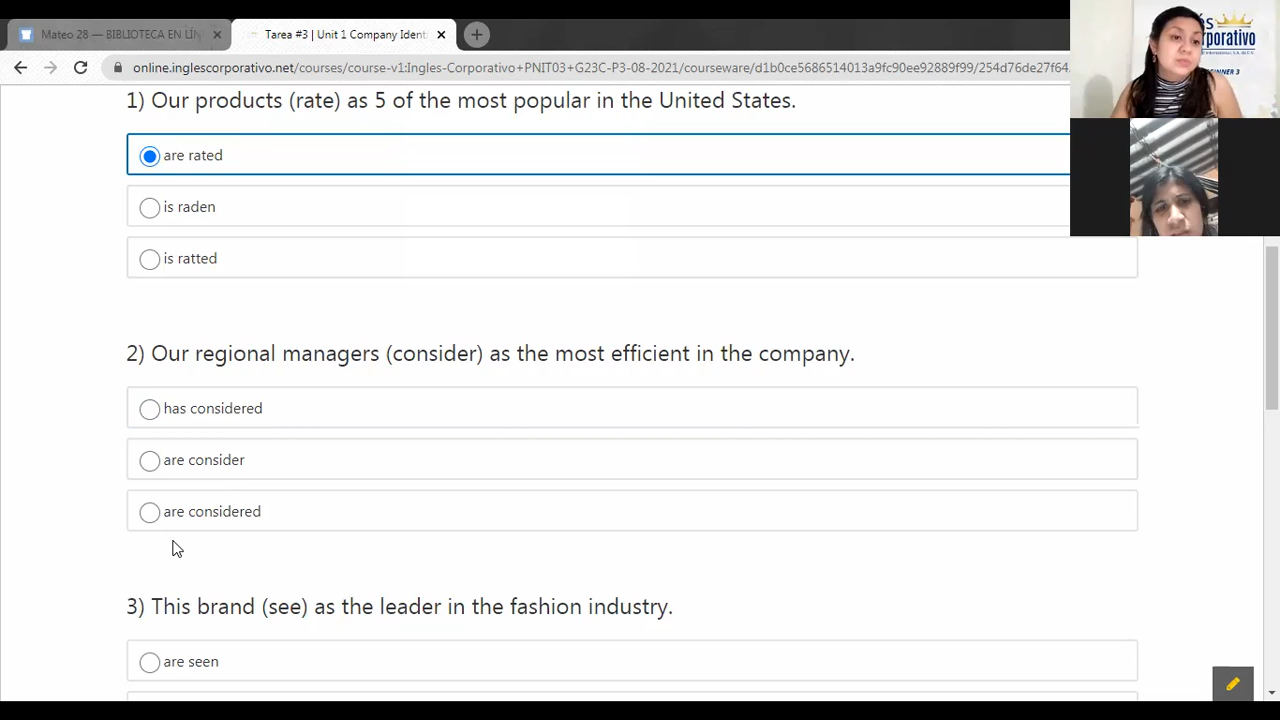 Mateo 28 — BIBLIOTECA EN LÍN
Tarea #3 | Unit 1 Company Identi
online.inglescorporativo.net/courses/course-v1:Ingles-Corporativo+PNID3+G23C-P3-08-2021/courseware/d1b0ce5686514013a9fc90ee92889f99/254d76de27f64
1) Our products (rate) as 5 of the most popular in the United States.
are rated
is raden
is ratted
2) Our regional managers (consider) as the most efficient in the company.
has considered
are consider
are considered
3) This brand (see) as the leader in the fashion industry.
are seen